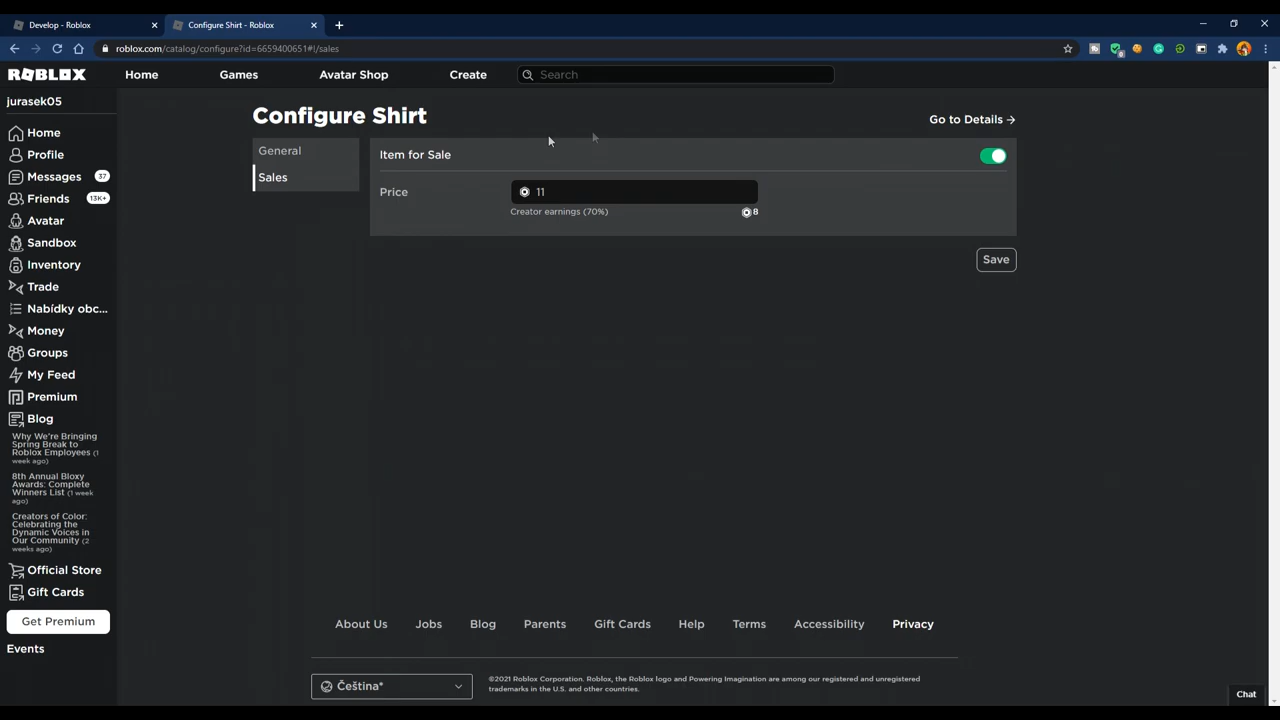 Develop - Roblox
Configure Shirt - Roblox
roblox.com/catalog/configure?id=6659400651#!/sales
ROBLOX
Home
Games
Avatar Shop
Create
Search
jurasek05
Home
Profile
Messages 37
Friends 13K+
Avatar
Sandbox
Inventory
Trade
Nabídky obc...
Money
Groups
My Feed
Premium
Blog
Why We're Bringing
Spring Break to
Roblox Employees (1
week ago)
8th Annual Bloxy
Awards: Complete
Winners List (1 week
ago)
Creators of Color:
Celebrating the
Dynamic Voices in
Our Community (2
weeks ago)
Official Store
Gift Cards
Get Premium
Events
Configure Shirt
Go to Details
General
Sales
Item for Sale
Price
11
Creator earnings (70%)
8
Save
About Us
Jobs
Blog
Parents
Gift Cards
Help
Terms
Accessibility
Privacy
Čeština*
©2021 Roblox Corporation. Roblox, the Roblox logo and Powering Imagination are among our registered and unregistered
trademarks in the U.S. and other countries.
Chat